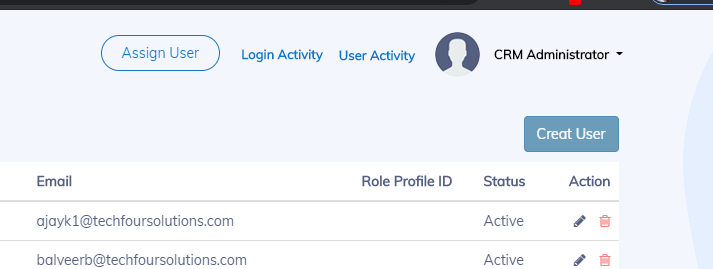 Assign User Login Activity User Activity CRM Administrator
Creat User
Email Role Profile ID Status Action
ajayk1@techfoursolutions.com Active
balveerb@techfoursolutions.com Active